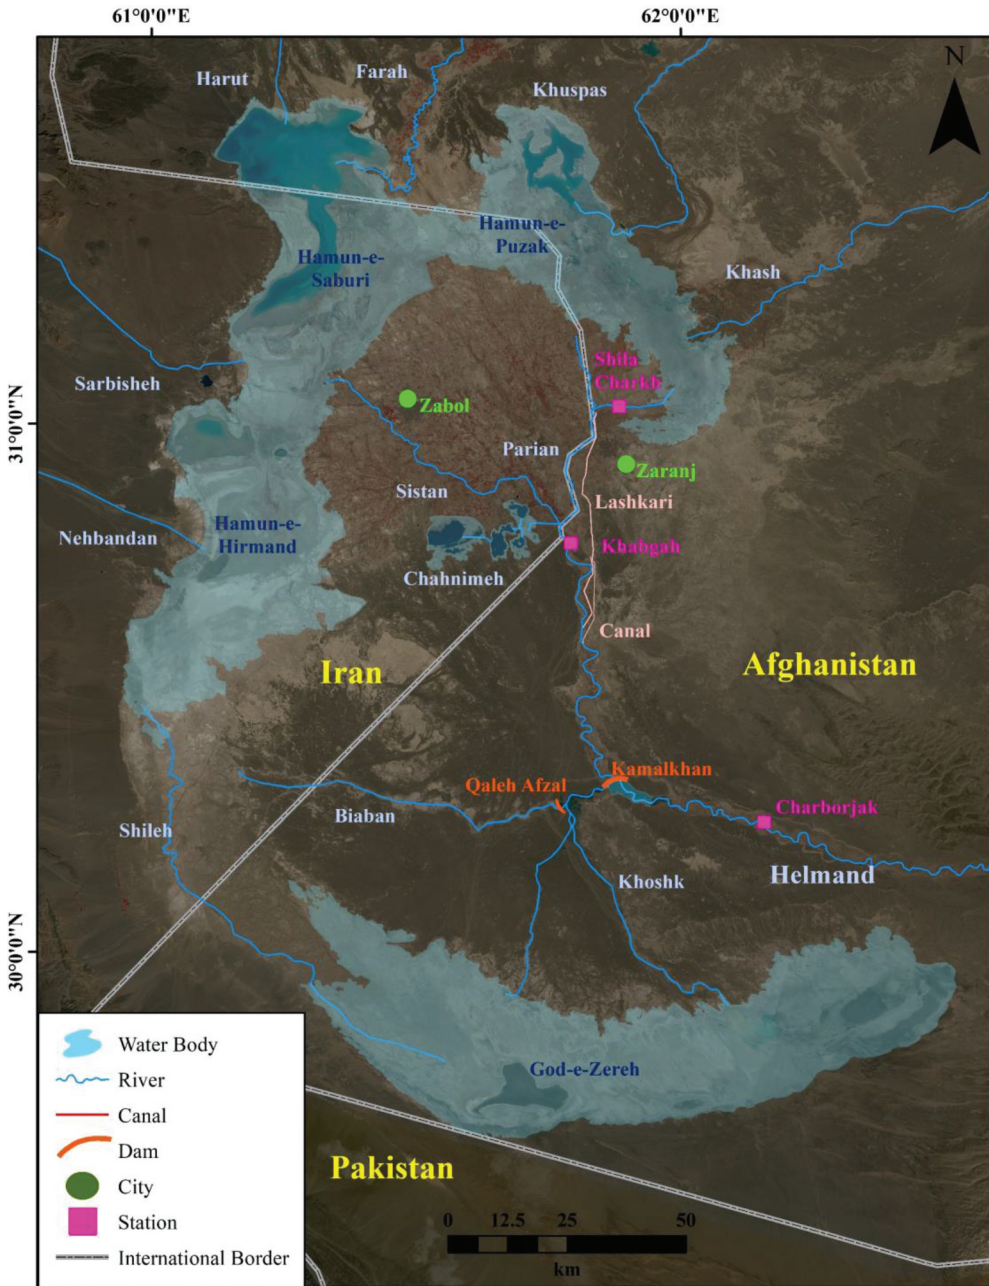 61°0'0"E
62°0'0"E
N
Harut
Farah
Khuspas
Hamun-e-
Puzak
Hamun-e-
Saburi
Khash
Shila
Charkh
Sarbisheh
Zabol
31°0'0"N
Parian
Zaranj
Sistan
Lashkari
Hamun-e-
Hirmand
Nehbandan
Khabgah
Chahnimeh
Canal
Iran
Afghanistan
Kamalkhan
Qaleh Afzal
Charborjak
Biaban
Shileh
Helmand
Khoshk
30°0'0"N
God-e-Zereh
Pakistan
Water Body
River
Canal
Dam
City
Station
International Border
0 12.5 25 50
km